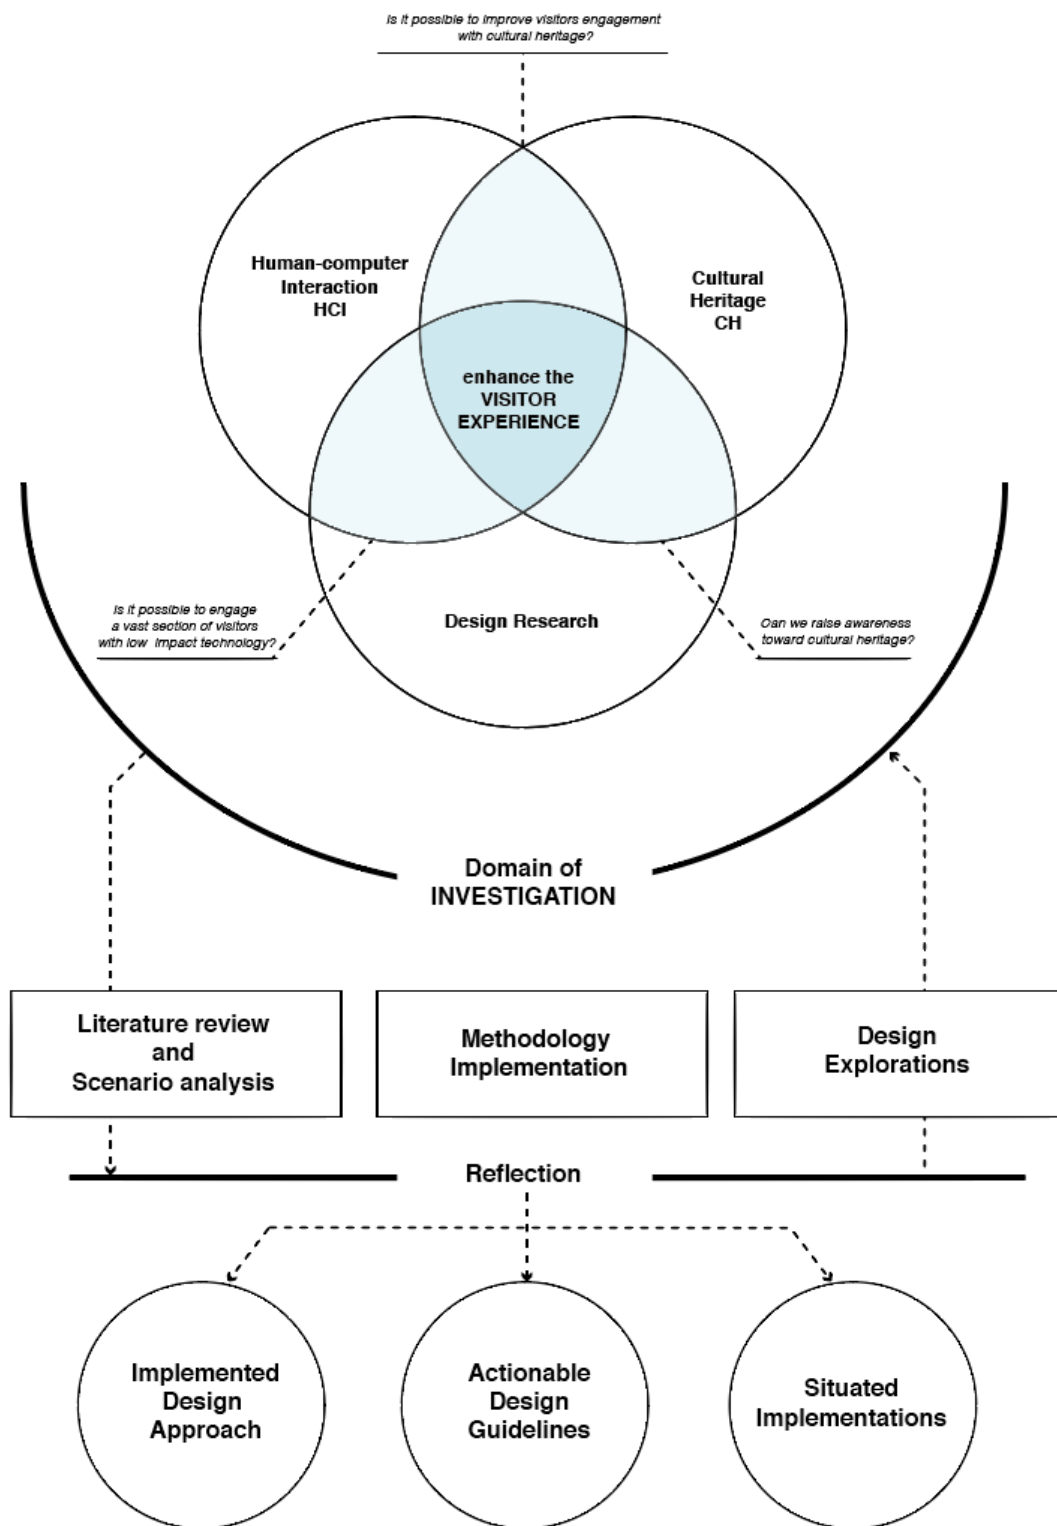 Is it possible to improve visitors engagement
with cultural heritage?
Human-computer
Interaction
HCI
Cultural
Heritage
CH
enhance the
VISITOR
EXPERIENCE
Is it possible to engage
a vast section of visitors
with low impact technology?
Design Research
Can we raise awareness
toward cultural heritage?
Domain of
INVESTIGATION
Literature review
and
Scenario analysis
Methodology
Implementation
Design
Explorations
Reflection
Implemented
Design
Approach
Actionable
Design
Guidelines
Situated
Implementations